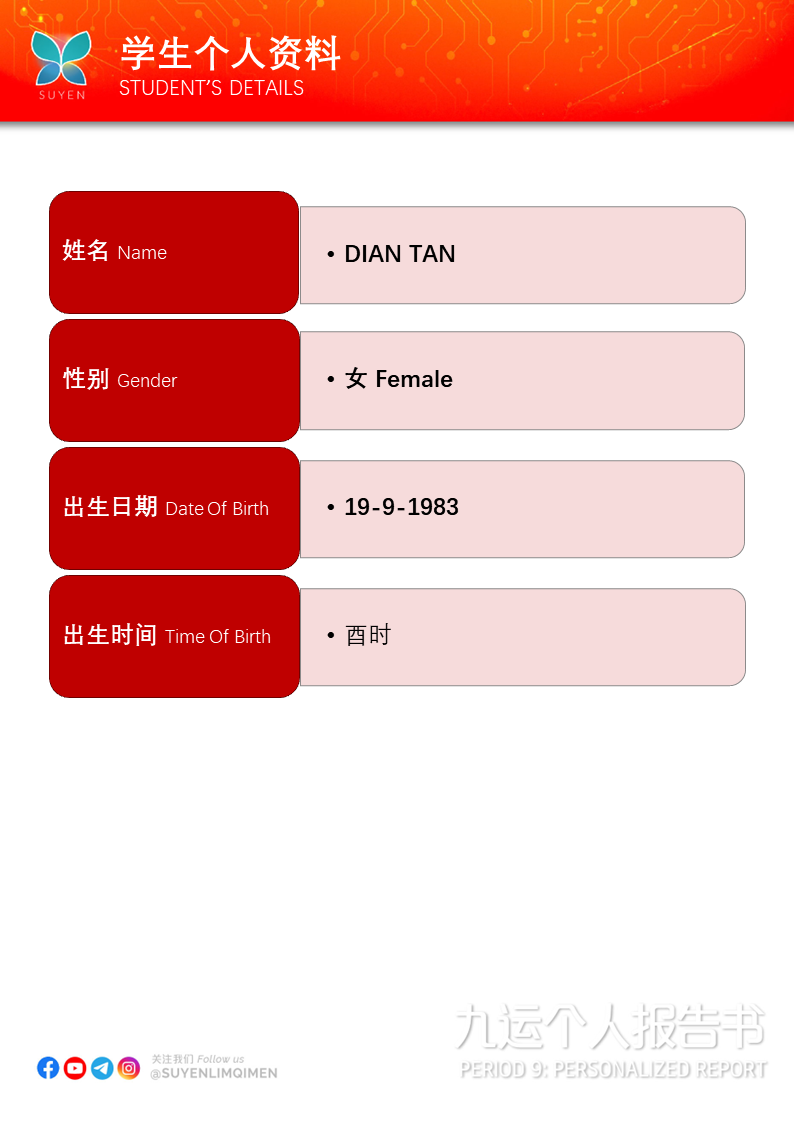 学生个人资料
SUYEN
STUDENT'S DETAILS
姓名 Name
• DIAN TAN
性别 Gender
• 女 Female
出生日期 Date Of Birth
• 19-9-1983
出生时间 Time Of Birth
• 酉时
九运个人报告书
PERIOD 9: PERSONALIZED REPORT
关注我们 Follow us
@SUYENLIMQIMEN